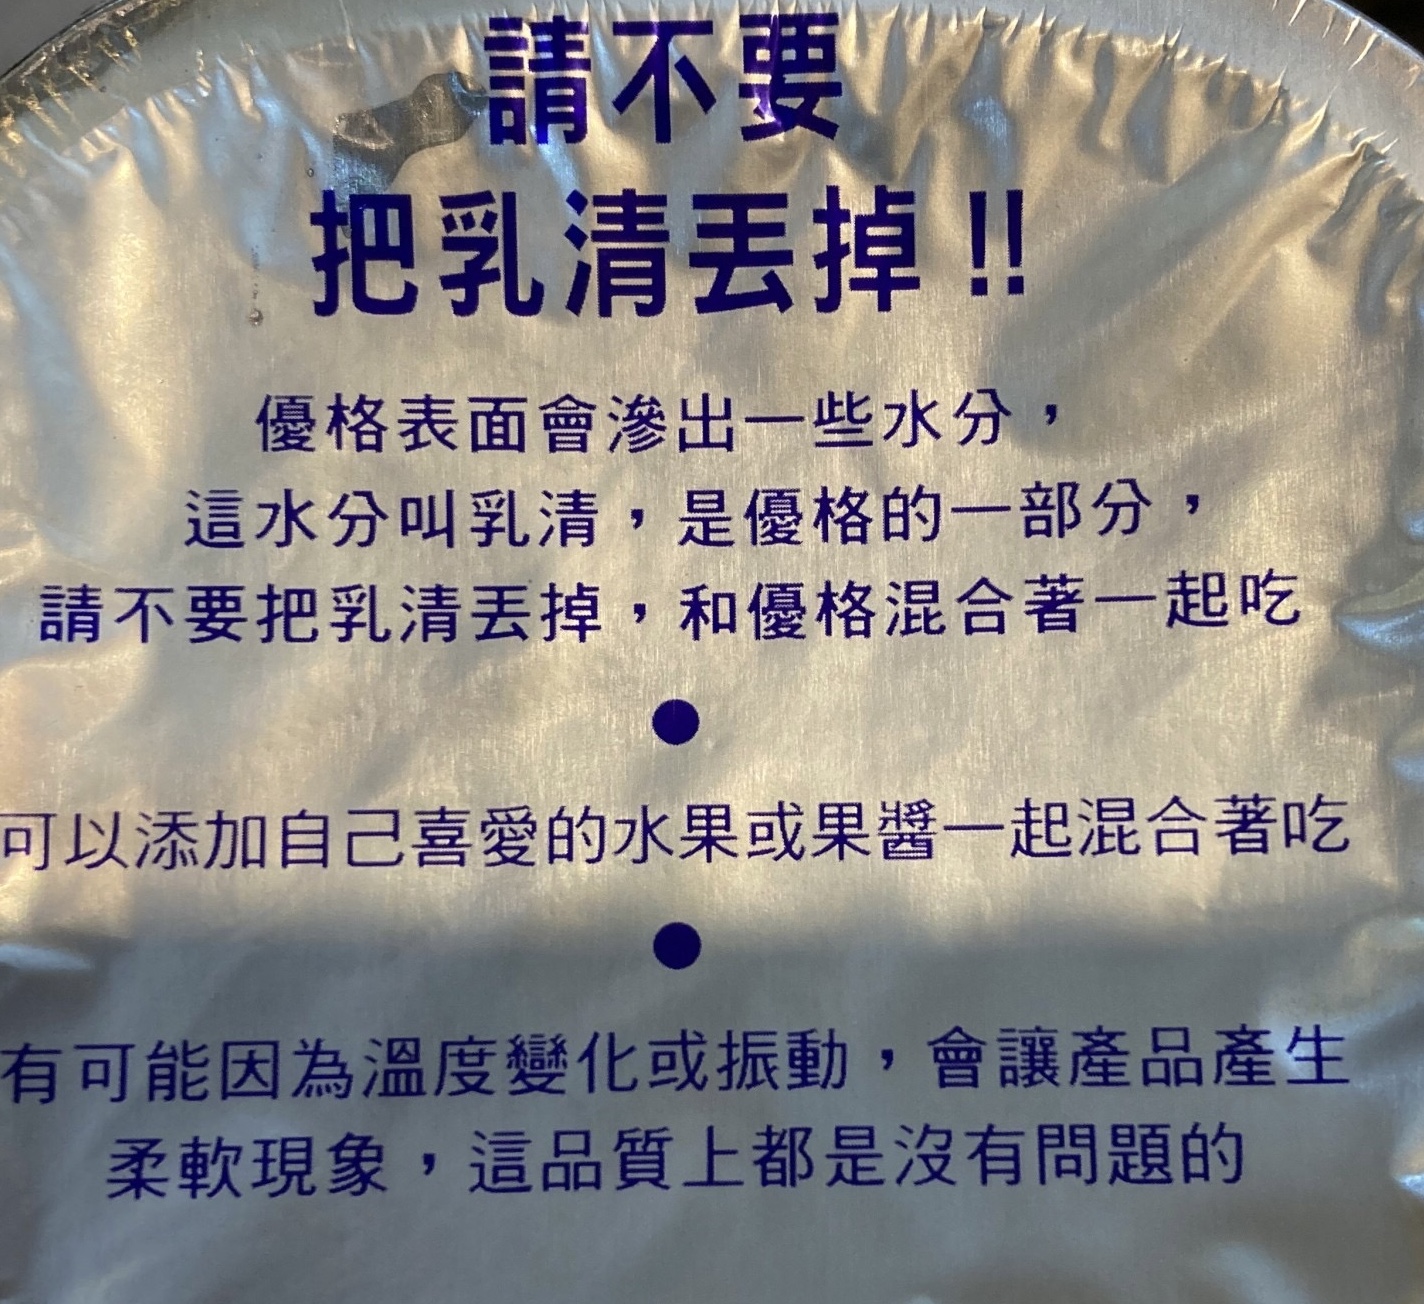 請不要
把乳清丟掉!!
優格表面會滲出一些水分，
這水分叫乳清，是優格的一部分，
請不要把乳清丟掉，和優格混合著一起吃
●
可以添加自己喜愛的水果或果醬一起混合著吃
●
有可能因為溫度變化或振動，會讓產品產生
柔軟現象，這品質上都是沒有問題的